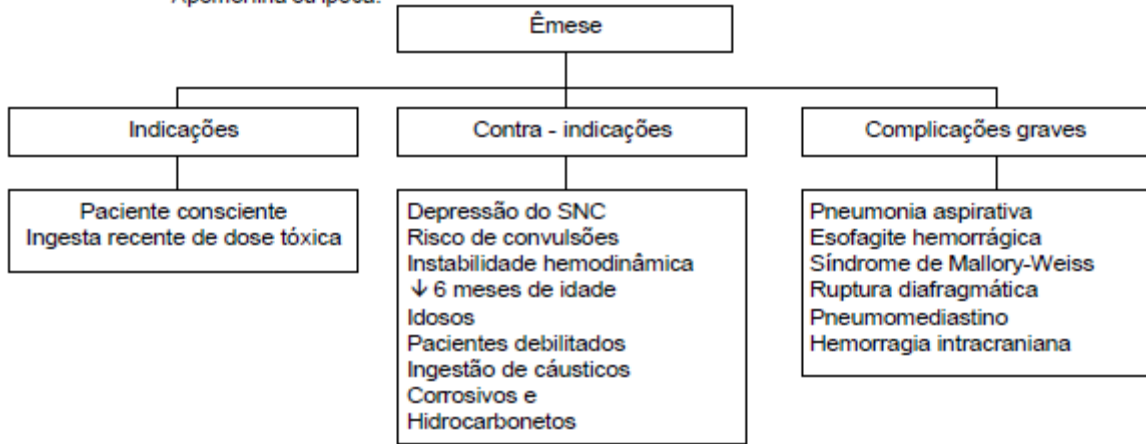 Êmese
Indicações
Contra - indicações
Complicações graves
Paciente consciente
Ingesta recente de dose tóxica
Depressão do SNC
Risco de convulsões
Instabilidade hemodinâmica
↓ 6 meses de idade
Idosos
Pacientes debilitados
Ingestão de cáusticos
Corrosivos e
Hidrocarbonetos
Pneumonia aspirativa
Esofagite hemorrágica
Síndrome de Mallory-Weiss
Ruptura diafragmática
Pneumomediastino
Hemorragia intracraniana